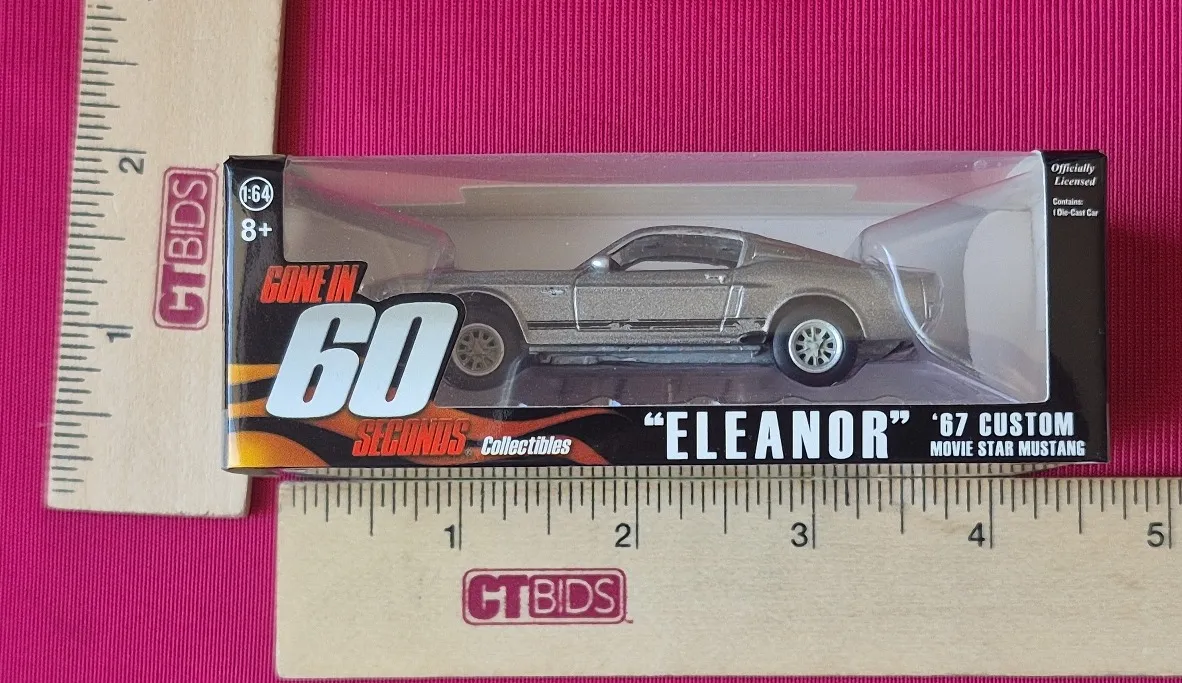 2
1
CTBIDS
1:64
8+
GONE IN
60
SECONDS Collectibles
"ELEANOR"
'67 CUSTOM
MOVIE STAR MUSTANG
Officially
Licensed
Contains:
1 Die-Cast Car
1 2 3 4 5
CTBIDS